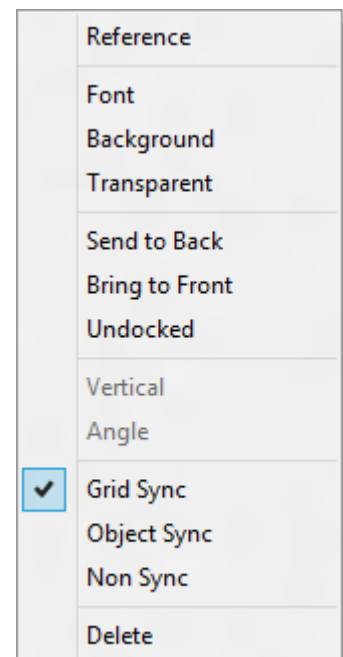 Reference
Font
Background
Transparent
Send to Back
Bring to Front
Undocked
Vertical
Angle
Grid Sync
Object Sync
Non Sync
Delete